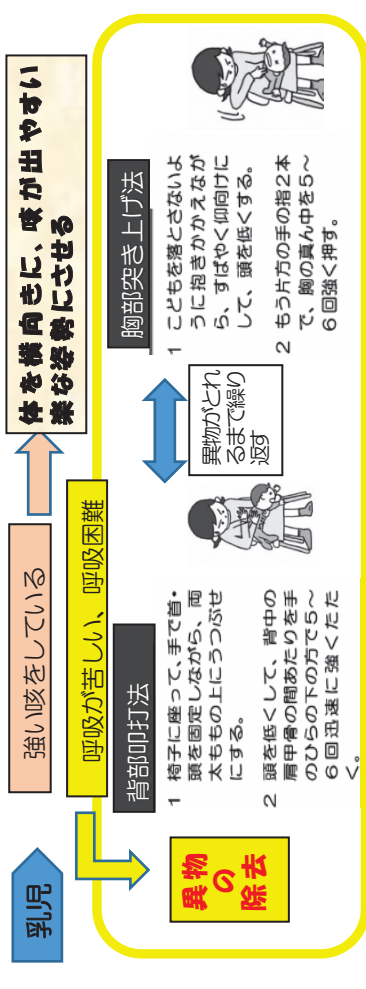 乳児
強い咳をしている
体を横向きに、咳が出やすい
楽な姿勢にさせる
呼吸が苦しい、呼吸困難
異物
の
除去
背部叩打法
1 椅子に座って、手で首・
頭を固定しながら、両
太ももの上にうつぶせ
にする。
2 頭を低くして、背中の
肩甲骨の間あたりを手
のひらの下の方で5～
6回迅速に強くたた
く。
異物がとれ
るまで繰り
返す
胸部突き上げ法
1 こどもを落とさないよ
うに抱きかかえなが
ら、すばやく仰向けに
して、頭を低くする。
2 もう片方の手の指2本
で、胸の真ん中を5～
6回強く押す。